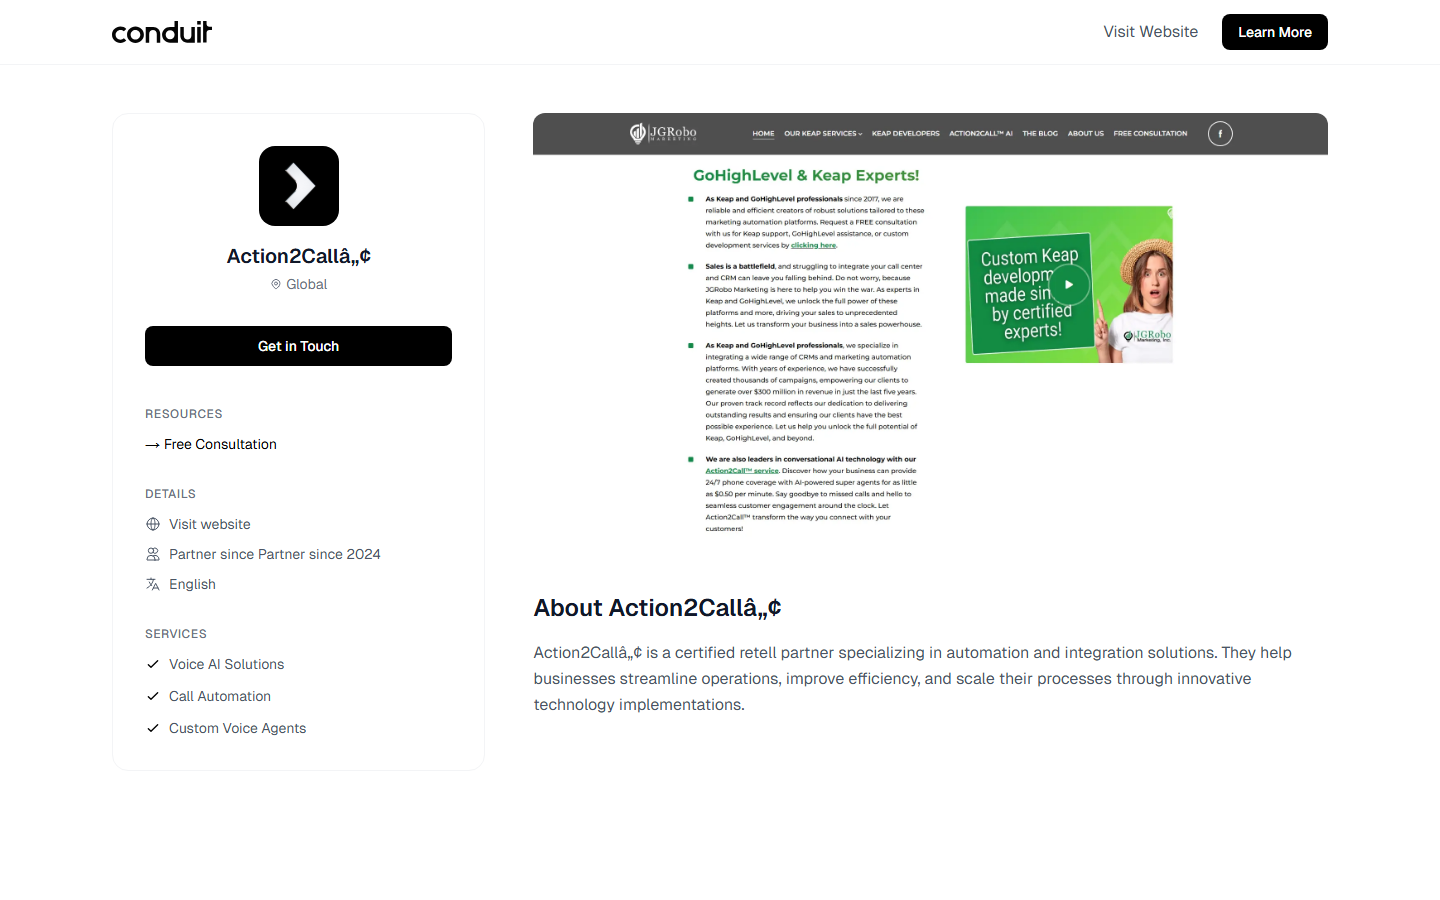 conduit
Visit Website
Learn More
Action2Callâ„¢
Global
Get in Touch
RESOURCES
→ Free Consultation
DETAILS
Visit website
Partner since Partner since 2024
English
SERVICES
Voice AI Solutions
Call Automation
Custom Voice Agents
JGRobo
MARKETING
HOME
OUR KEAP SERVICES
KEAP DEVELOPERS
ACTION2CALL™ AI
THE BLOG
ABOUT US
FREE CONSULTATION
f
GoHighLevel & Keap Experts!
As Keap and GoHighLevel professionals since 2017, we are
reliable and efficient creators of robust solutions tailored to these
marketing automation platforms. Request a FREE consultation
with us for Keap support, GoHighLevel assistance, or custom
development services by clicking here.
Sales is a battlefield, and struggling to integrate your call center
and CRM can leave you falling behind. Do not worry, because
JGRobo Marketing is here to help you win the war. As experts in
Keap and GoHighLevel, we unlock the full power of these
platforms and more, driving your sales to unprecedented
heights. Let us transform your business into a sales powerhouse.
As Keap and GoHighLevel professionals, we specialize in
integrating a wide range of CRMs and marketing automation
platforms. With years of experience, we have successfully
created thousands of campaigns, empowering our clients to
generate over $300 million in revenue in just the last five years.
Our proven track record reflects our dedication to delivering
outstanding results and ensuring our clients have the best
possible experience. Let us help you unlock the full potential of
Keap, GoHighLevel, and beyond.
We are also leaders in conversational AI technology with our
Action2Call™ service. Discover how your business can provide
24/7 phone coverage with AI-powered super agents for as little
as $0.50 per minute. Say goodbye to missed calls and hello to
seamless customer engagement around the clock. Let
Action2Call™ transform the way you connect with your
customers!
Custom Keap
developm
made sim
by certified
experts!
JGRobo
Marketing, Inc.
About Action2Callâ„¢
Action2Callâ„¢ is a certified retell partner specializing in automation and integration solutions. They help
businesses streamline operations, improve efficiency, and scale their processes through innovative
technology implementations.